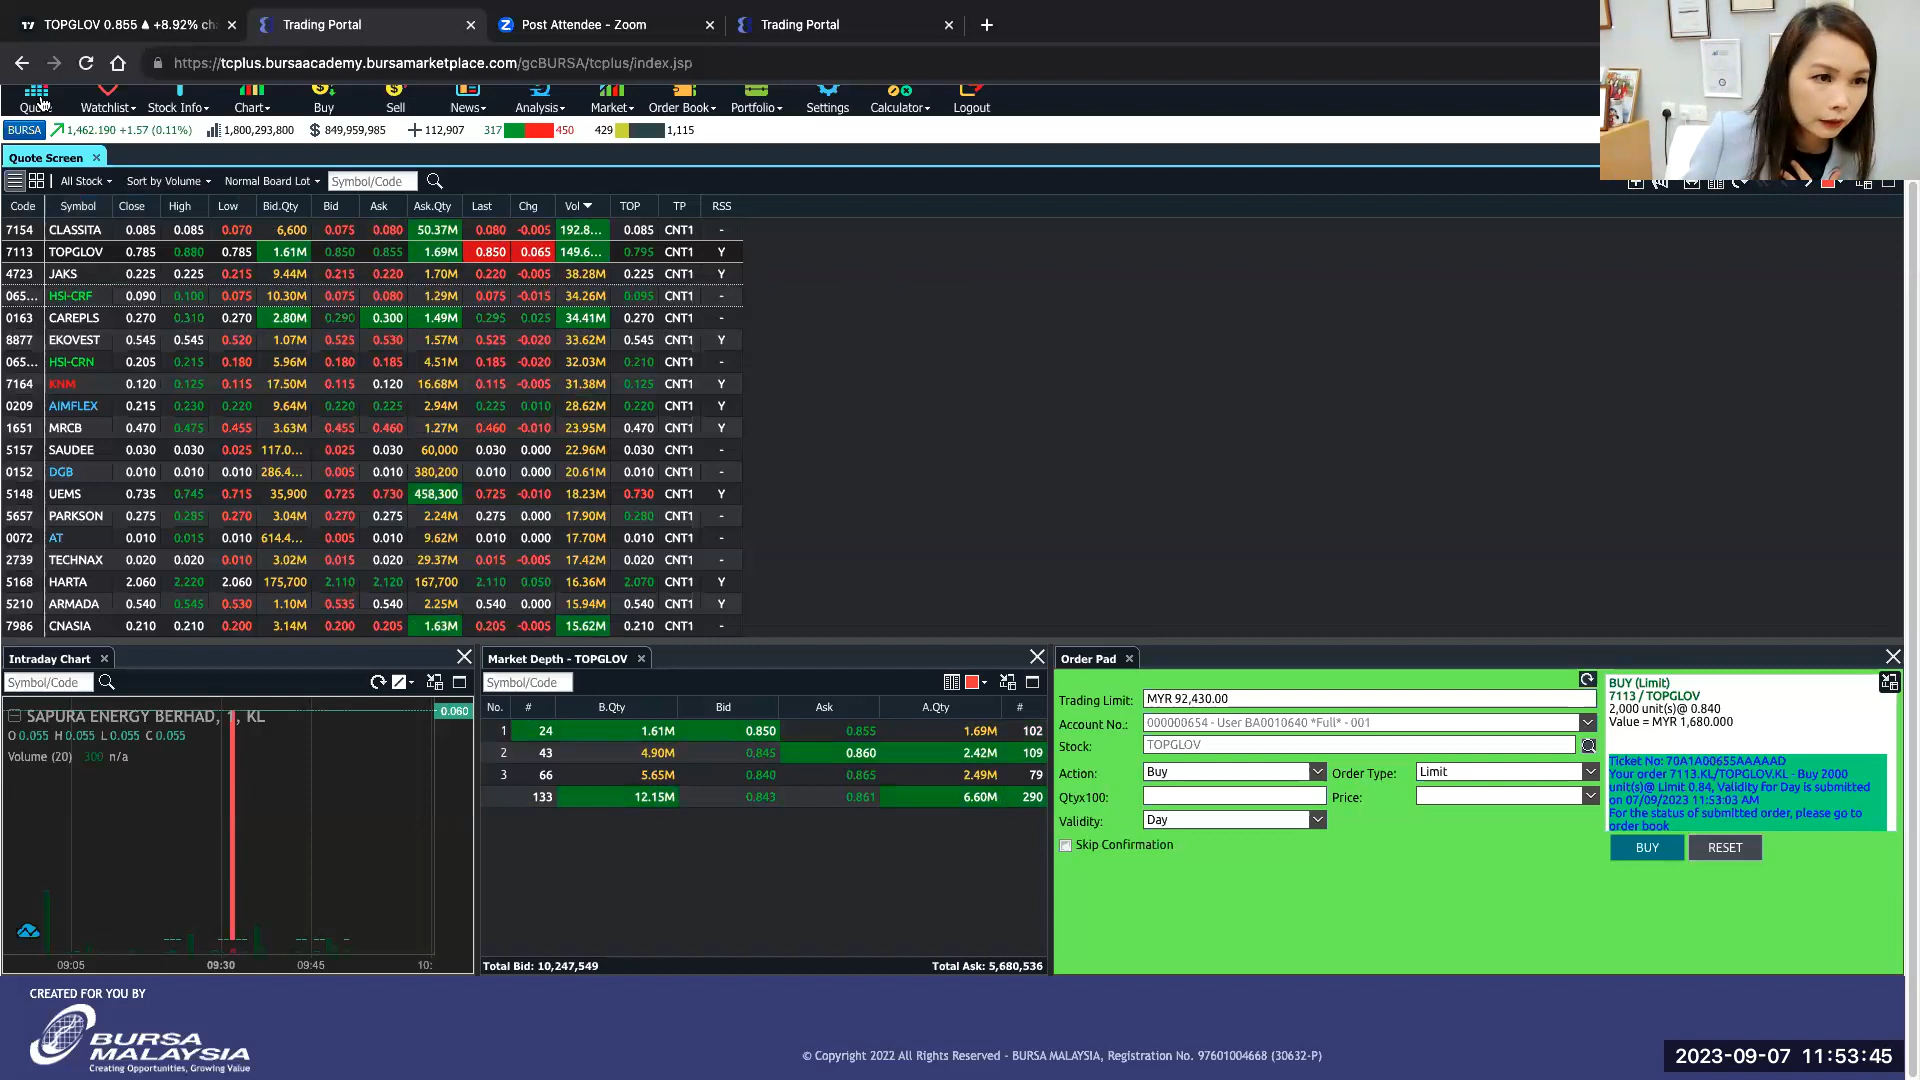 TOPGLOV 0.855 ▲ +8.92% ch
Trading Portal
Post Attendee - Zoom
Trading Portal
https://tcplus.bursaacademy.bursamarketplace.com/gcBURSA/tcplus/index.jsp
Quote Watchlist Stock Info Chart Buy Sell News Analysis Market Order Book Portfolio Settings Calculator Logout
BURSA 1,462.190 +1.57 (0.11%) 1,800,293,800 849,959,985 112,907 317 450 429 1,115
Quote Screen
All Stock Sort by Volume Normal Board Lot Symbol/Code
Code Symbol Close High Low Bid.Qty Bid Ask Ask.Qty Last Chg Vol TOP TP RSS
7154 CLASSITA 0.085 0.085 0.070 6,600 0.075 0.080 50.37M 0.080 -0.005 192.8... 0.085 CNT1 -
7113 TOPGLOV 0.785 0.880 0.785 1.61M 0.850 0.855 1.69M 0.850 0.065 149.6... 0.795 CNT1 Y
4723 JAKS 0.225 0.225 0.215 9.44M 0.215 0.220 1.70M 0.220 -0.005 38.28M 0.225 CNT1 Y
065... HSI-CRF 0.090 0.100 0.075 10.30M 0.075 0.080 1.29M 0.075 -0.015 34.26M 0.095 CNT1 -
0163 CAREPLS 0.270 0.310 0.270 2.80M 0.290 0.300 1.49M 0.295 0.025 34.41M 0.270 CNT1 -
8877 EKOVEST 0.545 0.545 0.520 1.07M 0.525 0.530 1.57M 0.525 -0.020 33.62M 0.545 CNT1 Y
065... HSI-CRN 0.205 0.215 0.180 5.96M 0.180 0.185 4.51M 0.185 -0.020 32.03M 0.210 CNT1 -
7164 KNM 0.120 0.125 0.115 17.50M 0.115 0.120 16.68M 0.115 -0.005 31.38M 0.125 CNT1 Y
0209 AIMFLEX 0.215 0.230 0.220 9.64M 0.220 0.225 2.94M 0.225 0.010 28.62M 0.220 CNT1 Y
1651 MRCB 0.470 0.475 0.455 3.63M 0.455 0.460 1.27M 0.460 -0.010 23.95M 0.470 CNT1 Y
5157 SAUDEE 0.030 0.030 0.025 117.0... 0.025 0.030 60,000 0.030 0.000 22.96M 0.030 CNT1 -
0152 DGB 0.010 0.010 0.010 286.4... 0.005 0.010 380,200 0.010 0.000 20.61M 0.010 CNT1 -
5148 UEMS 0.735 0.745 0.715 35,900 0.725 0.730 458,300 0.725 -0.010 18.23M 0.730 CNT1 Y
5657 PARKSON 0.275 0.285 0.270 3.04M 0.270 0.275 2.24M 0.275 0.000 17.90M 0.280 CNT1 -
0072 AT 0.010 0.015 0.010 614.4... 0.005 0.010 9.62M 0.010 0.000 17.70M 0.010 CNT1 -
2739 TECHNAX 0.020 0.020 0.010 3.02M 0.015 0.020 29.37M 0.015 -0.005 17.42M 0.020 CNT1 -
5168 HARTA 2.060 2.220 2.060 175,700 2.110 2.120 167,700 2.110 0.050 16.36M 2.070 CNT1 Y
5210 ARMADA 0.540 0.545 0.530 1.10M 0.535 0.540 2.25M 0.540 0.000 15.94M 0.540 CNT1 Y
7986 CNASIA 0.210 0.210 0.200 3.14M 0.200 0.205 1.63M 0.205 -0.005 15.62M 0.210 CNT1 -
Intraday Chart
Symbol/Code
SAPURA ENERGY BERHAD, 1, KL
0.060
O 0.055 H 0.055 L 0.055 C 0.055
Volume (20) 300 n/a
09:05 09:30 09:45 10:
Market Depth - TOPGLOV
Symbol/Code
No. # B.Qty Bid Ask A.Qty #
1 24 1.61M 0.850 0.855 1.69M 102
2 43 4.90M 0.845 0.860 2.42M 109
3 66 5.65M 0.840 0.865 2.49M 79
133 12.15M 0.843 0.861 6.60M 290
Total Bid: 10,247,549 Total Ask: 5,680,536
Order Pad
Trading Limit: MYR 92,430.00
Account No.: 000000654 - User BA0010640 *Full* - 001
Stock: TOPGLOV
Action: Buy Order Type: Limit
Qtyx100: Price:
Validity: Day
Skip Confirmation
BUY (Limit)
7113 / TOPGLOV
2,000 unit(s)@ 0.840
Value = MYR 1,680.000
Ticket No: 70A1A00655AAAAAD
Your order 7113.KL/TOPGLOV.KL - Buy 2000
unit(s)@ Limit 0.84, Validity for Day is submitted
on 07/09/2023 11:53:03 AM
For the status of submitted order, please go to
order book
BUY RESET
CREATED FOR YOU BY
BURSA
MALAYSIA
Creating Opportunities, Growing Value
© Copyright 2022 All Rights Reserved - BURSA MALAYSIA, Registration No. 97601004668 (30632-P)
2023-09-07 11:53:45